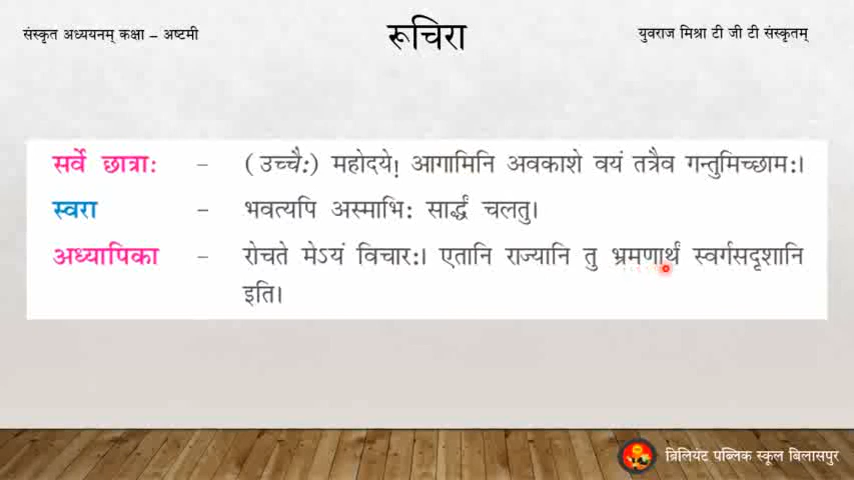 संस्कृत अध्ययनम् कक्षा – अष्टमी
रूचिरा
युवराज मिश्रा टी जी टी संस्कृतम्
सर्वे छात्राः – (उच्चैः) महोदये! आगामिनि अवकाशे वयं तत्रैव गन्तुमिच्छामः।
स्वरा – भवत्यपि अस्माभिः सार्द्धं चलतु।
अध्यापिका – रोचते मेऽयं विचारः। एतानि राज्यानि तु भ्रमणार्थं स्वर्गसदृशानि
इति।
ब्रिलियंट पब्लिक स्कूल बिलासपुर